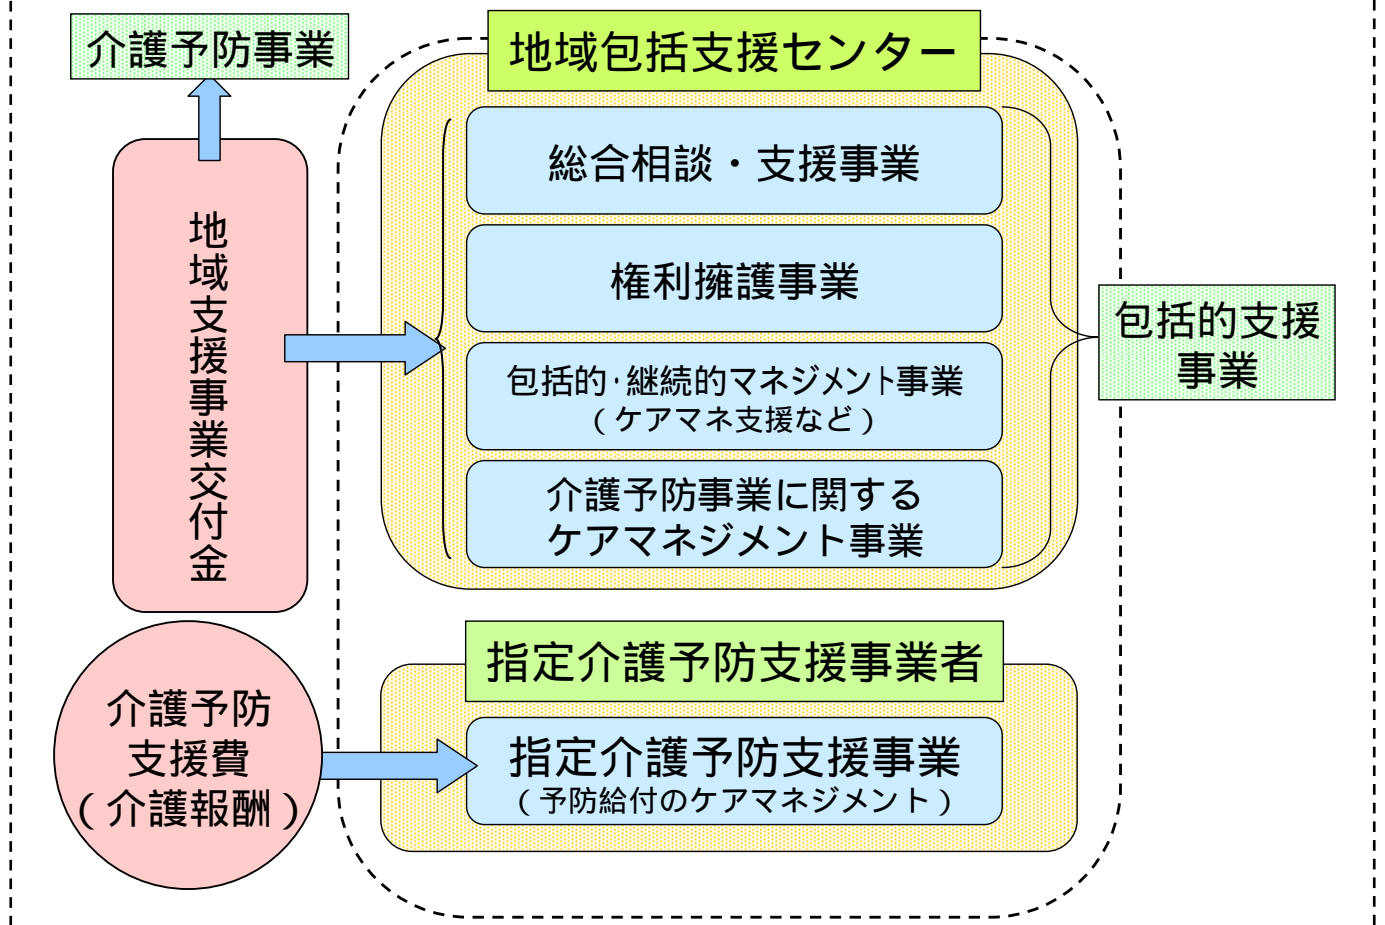 介護予防事業
地域包括支援センター
総合相談・支援事業
地域支援事業交付金
権利擁護事業
包括的・継続的マネジメント事業
（ケアマネ支援など）
包括的支援
事業
介護予防事業に関する
ケアマネジメント事業
指定介護予防支援事業者
介護予防
支援費
（介護報酬）
指定介護予防支援事業
（予防給付のケアマネジメント）